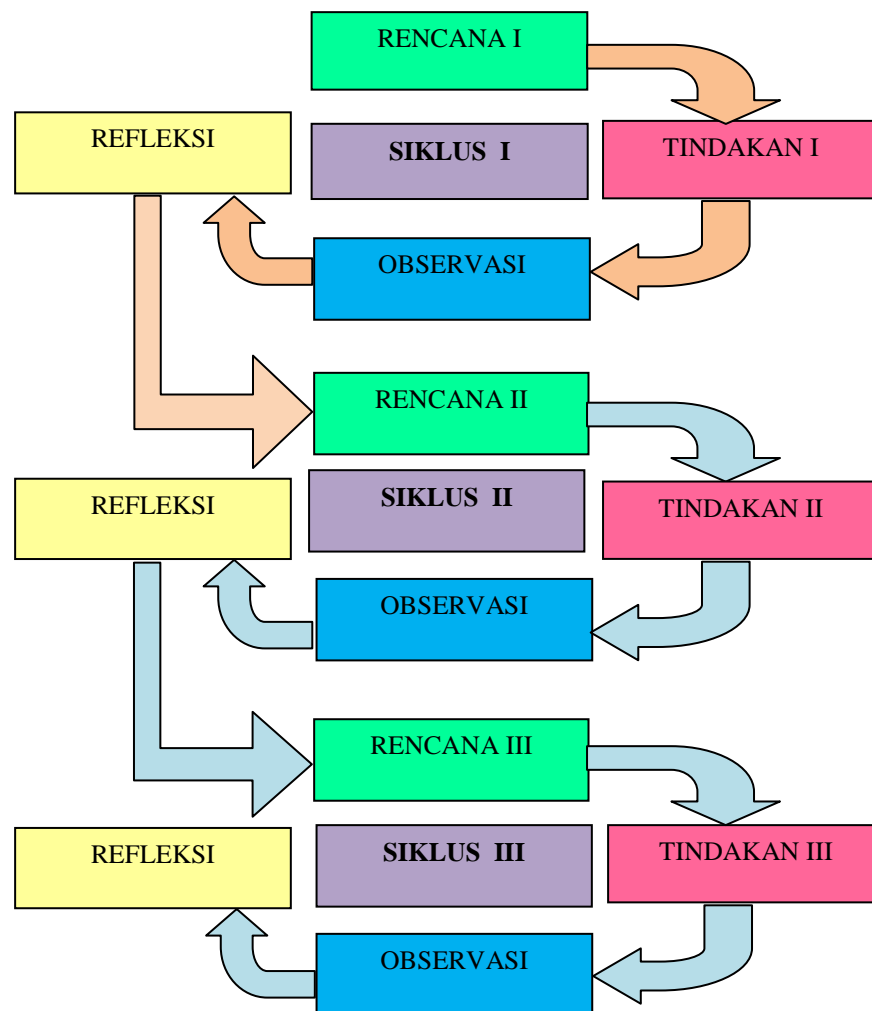 RENCANA I
REFLEKSI
SIKLUS I
TINDAKAN I
OBSERVASI
RENCANA II
REFLEKSI
SIKLUS II
TINDAKAN II
OBSERVASI
RENCANA III
REFLEKSI
SIKLUS III
TINDAKAN III
OBSERVASI